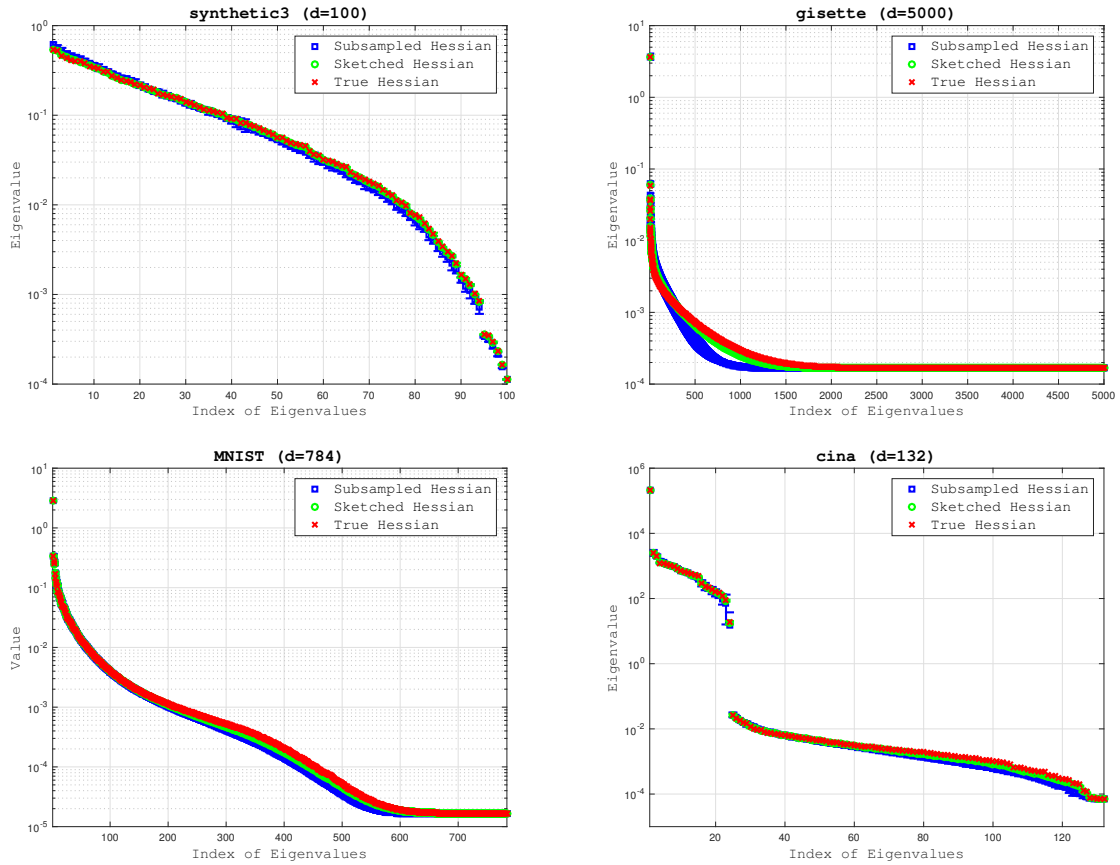 synthetic3 (d=100)
10^0
10^-1
10^-2
10^-3
10^-4
Eigenvalue
Subsampled Hessian
Sketched Hessian
True Hessian
10 20 30 40 50 60 70 80 90 100
Index of Eigenvalues
gisette (d=5000)
10^1
10^0
10^-1
10^-2
10^-3
10^-4
Eigenvalue
Subsampled Hessian
Sketched Hessian
True Hessian
500 1000 1500 2000 2500 3000 3500 4000 4500 5000
Index of Eigenvalues
MNIST (d=784)
10^1
10^0
10^-1
10^-2
10^-3
10^-4
10^-5
Value
Subsampled Hessian
Sketched Hessian
True Hessian
100 200 300 400 500 600 700
Index of Eigenvalues
cina (d=132)
10^6
10^4
10^2
10^0
10^-2
10^-4
Eigenvalue
Subsampled Hessian
Sketched Hessian
True Hessian
20 40 60 80 100 120
Index of Eigenvalues